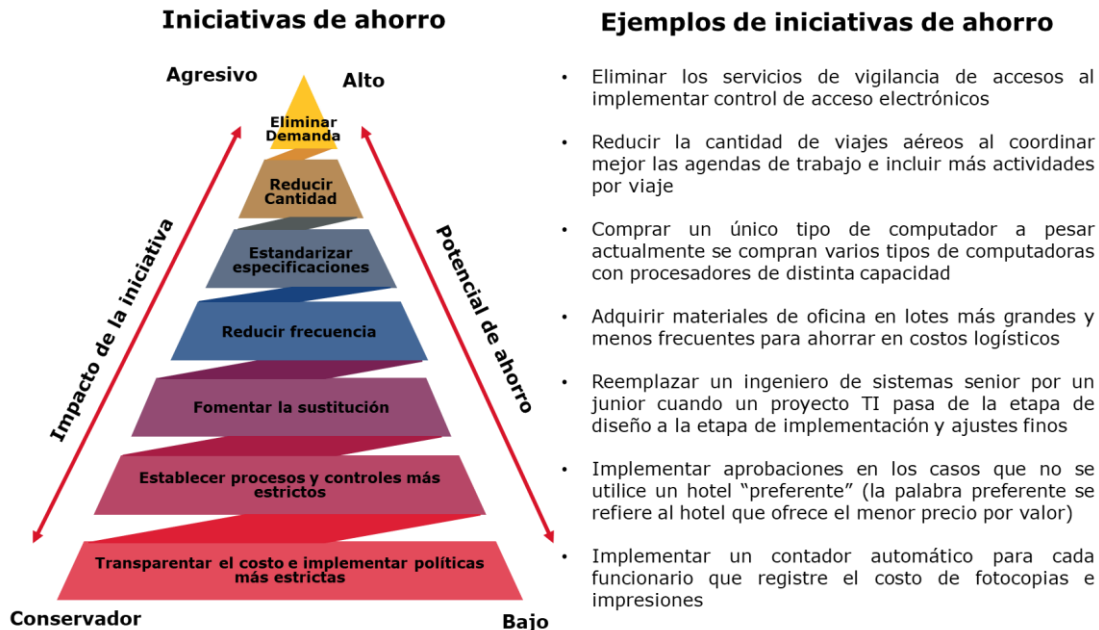 Iniciativas de ahorro
Agresivo
Alto
Eliminar
Demanda
Reducir
Cantidad
Estandarizar
especificaciones
Reducir frecuencia
Fomentar la sustitución
Establecer procesos y controles más
estrictos
Transparentar el costo e implementar políticas
más estrictas
Impacto de la iniciativa
Potencial de ahorro
Conservador
Bajo
Ejemplos de iniciativas de ahorro
• Eliminar los servicios de vigilancia de accesos al
implementar control de acceso electrónicos
• Reducir la cantidad de viajes aéreos al coordinar
mejor las agendas de trabajo e incluir más actividades
por viaje
• Comprar un único tipo de computador a pesar
actualmente se compran varios tipos de computadoras
con procesadores de distinta capacidad
• Adquirir materiales de oficina en lotes más grandes y
menos frecuentes para ahorrar en costos logísticos
• Reemplazar un ingeniero de sistemas senior por un
junior cuando un proyecto TI pasa de la etapa de
diseño a la etapa de implementación y ajustes finos
• Implementar aprobaciones en los casos que no se
utilice un hotel “preferente” (la palabra preferente se
refiere al hotel que ofrece el menor precio por valor)
• Implementar un contador automático para cada
funcionario que registre el costo de fotocopias e
impresiones